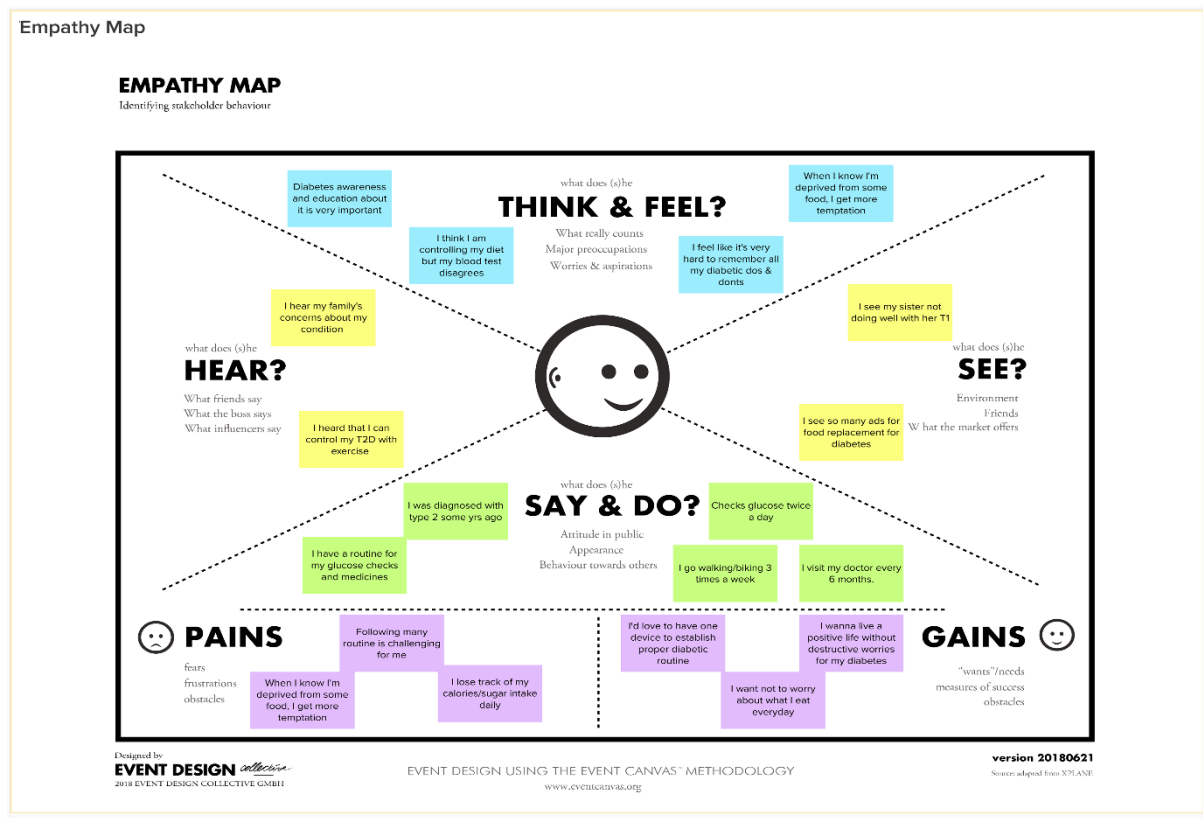 Empathy Map
EMPATHY MAP
Identifying stakeholder behaviour
Diabetes awareness
and education about
it is very important
I think I am
controlling my diet
but my blood test
disagrees
what does (s)he
THINK & FEEL?
What really counts
Major preoccupations
Worries & aspirations
I feel like it's very
hard to remember all
my diabetic dos &
donts
When I know I'm
deprived from some
food, I get more
temptation
I hear my family's
concerns about my
condition
what does (s)he
HEAR?
What friends say
What the boss says
What influencers say
I heard that I can
control my T2D with
exercise
I see my sister not
doing well with her T1
what does (s)he
SEE?
Environment
Friends
W hat the market offers
I see so many ads for
food replacement for
diabetes
what does (s)he
SAY & DO?
Attitude in public
Appearance
Behaviour towards others
I was diagnosed with
type 2 some yrs ago
I have a routine for
my glucose checks
and medicines
Checks glucose twice
a day
I go walking/biking 3
times a week
I visit my doctor every
6 months.
PAINS
fears
frustrations
obstacles
Following many
routine is challenging
for me
When I know I'm
deprived from some
food, I get more
temptation
I lose track of my
calories/sugar intake
daily
I'd love to have one
device to establish
proper diabetic
routine
I want not to worry
about what I eat
everyday
I wanna live a
positive life without
destructive worries
for my diabetes
GAINS
"wants"/needs
measures of success
obstacles
Designed by
EVENT DESIGN collective
2018 EVENT DESIGN COLLECTIVE GMBH
EVENT DESIGN USING THE EVENT CANVAS™ METHODOLOGY
www.eventcanvas.org
version 20180621
Source: adapted from XPLANE